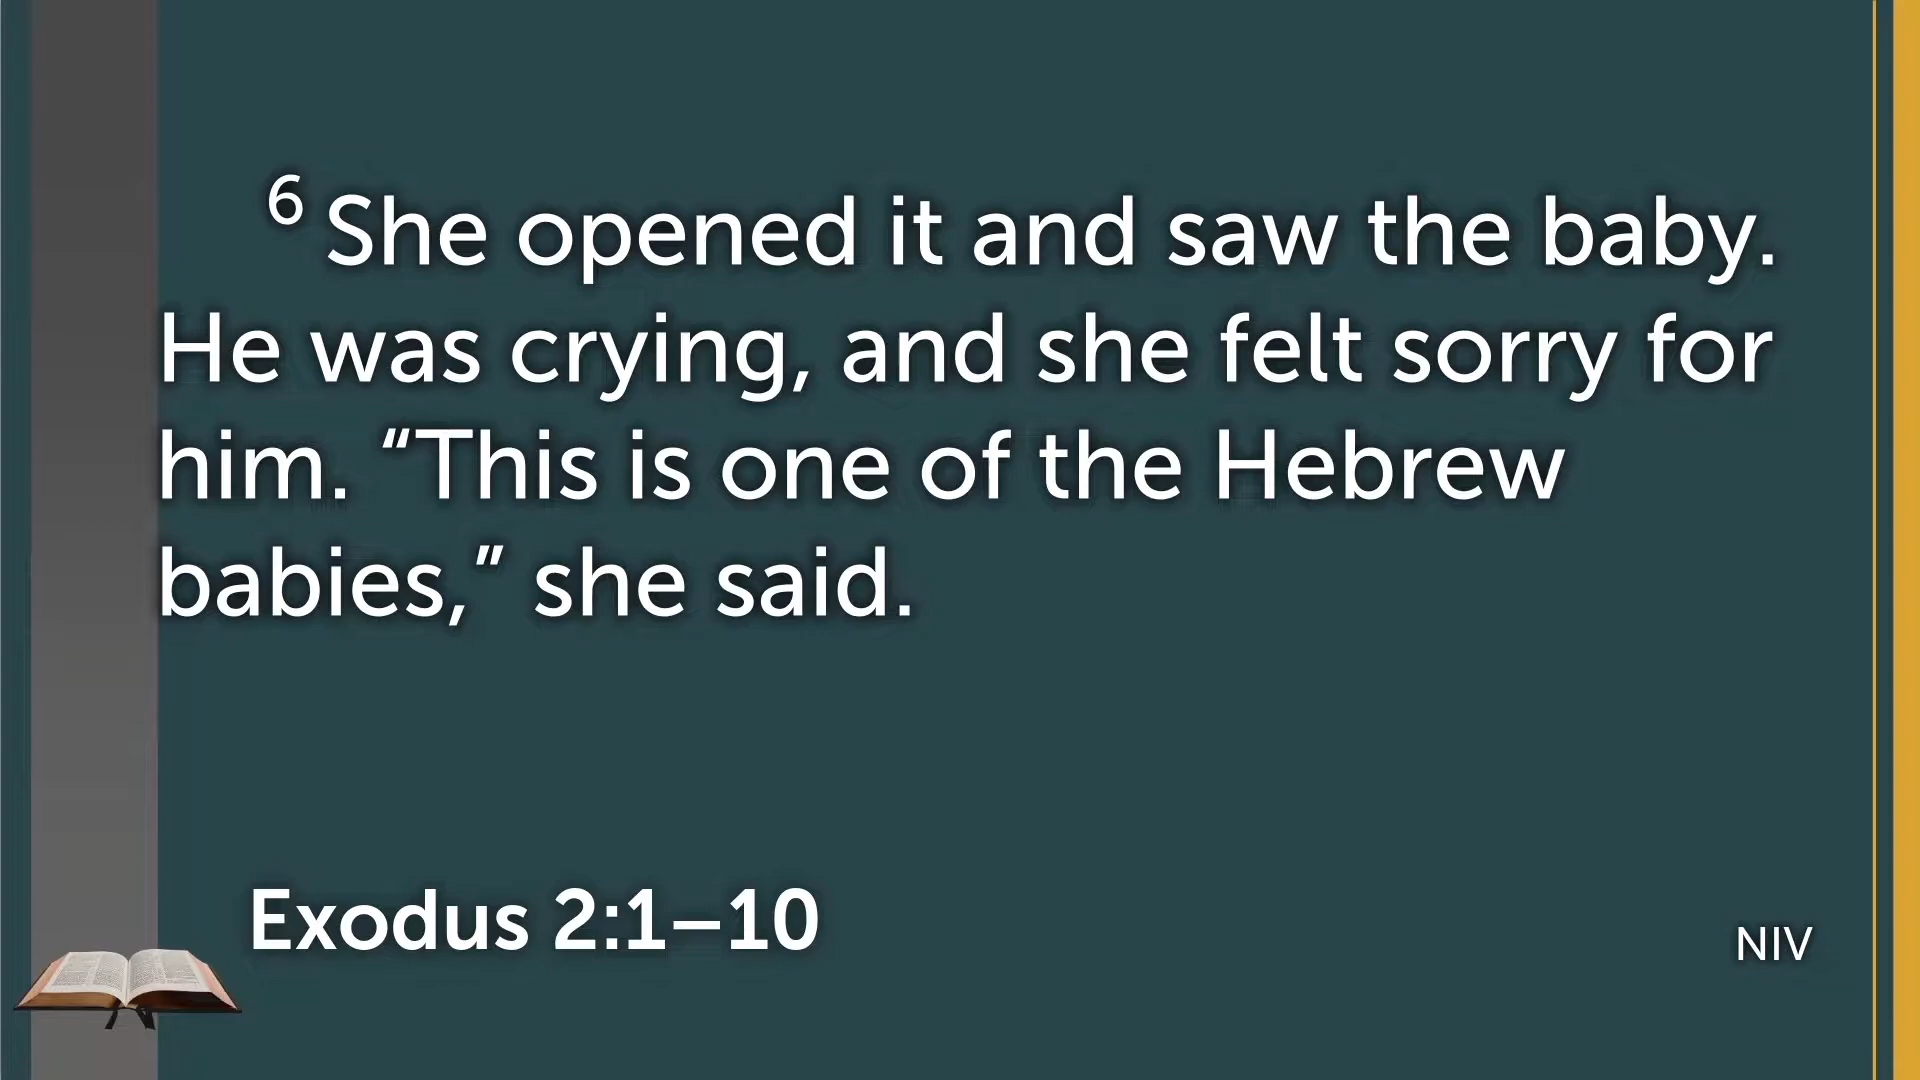 6 She opened it and saw the baby.
He was crying, and she felt sorry for
him. “This is one of the Hebrew
babies,” she said.
Exodus 2:1–10
NIV